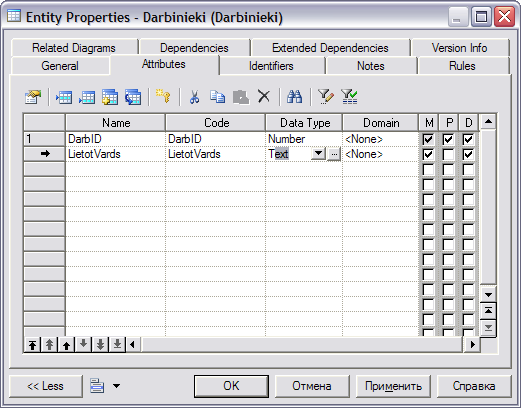 Entity Properties - Darbinieki (Darbinieki)
Related Diagrams Dependencies Extended Dependencies Version Info
General Attributes Identifiers Notes Rules
Name Code Data Type Domain M P D
1 DarbID DarbID Number <None>
LietotVards LietotVards Text ... <None>
<< Less OK Отмена Применить Справка